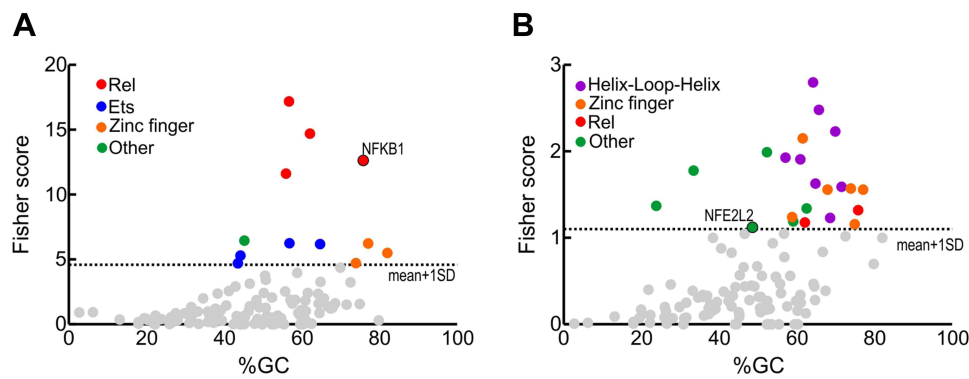 A
B
20
15
10
5
0
Fisher score
Rel
Ets
Zinc finger
Other
NFKB1
mean+1SD
0
20
40
60
80
100
%GC
3
2
1
0
Fisher score
Helix-Loop-Helix
Zinc finger
Rel
Other
NFE2L2
mean+1SD
0
20
40
60
80
100
%GC